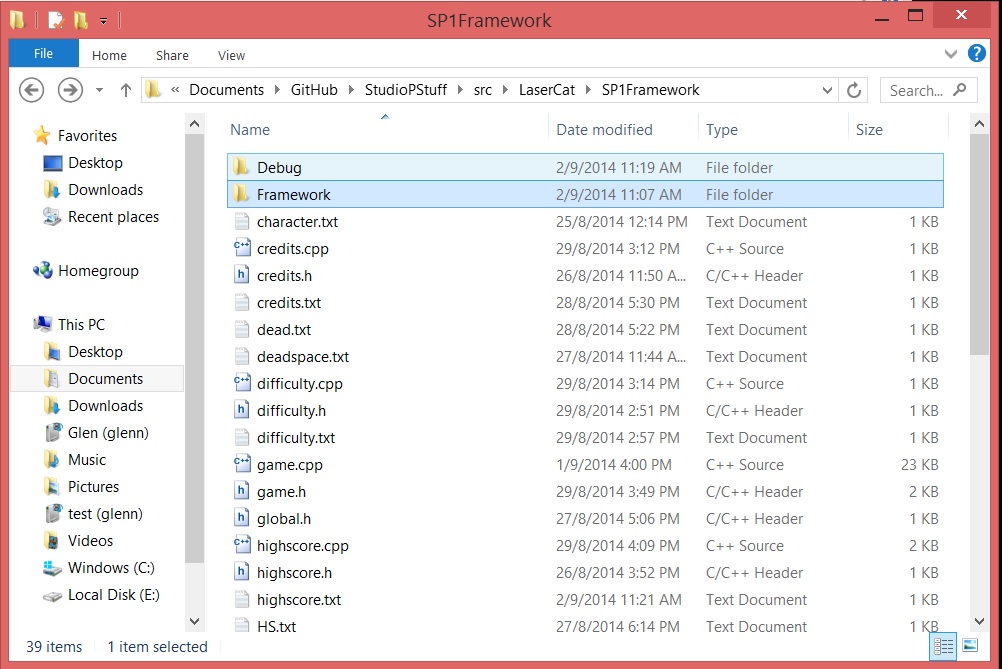 SP1Framework
File Home Share View
« Documents GitHub StudioPStuff src LaserCat SP1Framework Search...
Name Date modified Type Size
Favorites
Desktop
Downloads
Recent places
Homegroup
This PC
Desktop
Documents
Downloads
Glen (glenn)
Music
Pictures
test (glenn)
Videos
Windows (C:)
Local Disk (E:)
Debug 2/9/2014 11:19 AM File folder
Framework 2/9/2014 11:07 AM File folder
character.txt 25/8/2014 12:14 PM Text Document 1 KB
credits.cpp 29/8/2014 3:12 PM C++ Source 1 KB
credits.h 26/8/2014 11:50 A... C/C++ Header 1 KB
credits.txt 28/8/2014 5:30 PM Text Document 1 KB
dead.txt 28/8/2014 5:22 PM Text Document 1 KB
deadspace.txt 27/8/2014 11:44 A... Text Document 1 KB
difficulty.cpp 29/8/2014 3:14 PM C++ Source 1 KB
difficulty.h 29/8/2014 2:51 PM C/C++ Header 1 KB
difficulty.txt 29/8/2014 2:57 PM Text Document 1 KB
game.cpp 1/9/2014 4:00 PM C++ Source 23 KB
game.h 29/8/2014 3:49 PM C/C++ Header 2 KB
global.h 27/8/2014 5:06 PM C/C++ Header 1 KB
highscore.cpp 29/8/2014 4:09 PM C++ Source 2 KB
highscore.h 26/8/2014 3:52 PM C/C++ Header 1 KB
highscore.txt 2/9/2014 11:21 AM Text Document 1 KB
HS.txt 27/8/2014 6:14 PM Text Document 1 KB
39 items 1 item selected